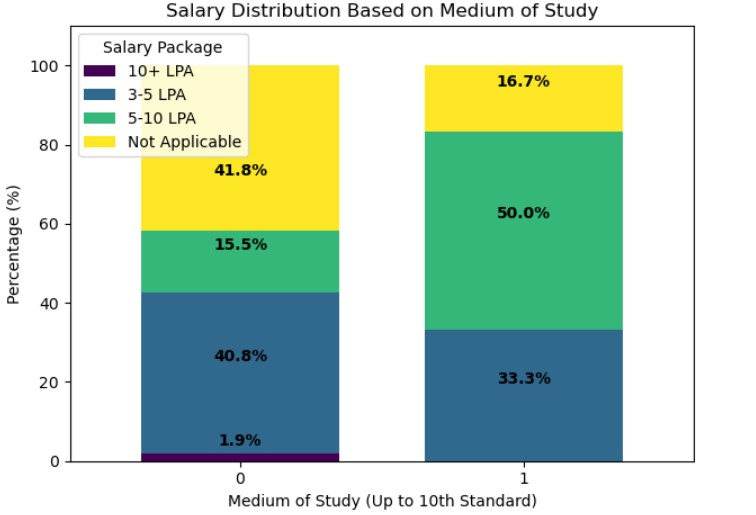 Salary Distribution Based on Medium of Study
Salary Package
10+ LPA
3-5 LPA
5-10 LPA
Not Applicable
100
80
60
40
20
0
Percentage (%)
41.8%
15.5%
40.8%
1.9%
16.7%
50.0%
33.3%
0
1
Medium of Study (Up to 10th Standard)